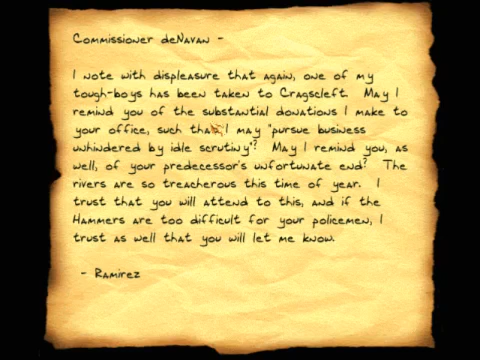 Commissioner deNavan -
I note with displeasure that again, one of my
tough-boys has been taken to Cragscleft. May I
remind you of the substantial donations I make to
your office, such that I may "pursue business
unhindered by idle scrutiny"? May I remind you, as
well, of your predecessor's unfortunate end? The
rivers are so treacherous this time of year. I
trust that you will attend to this, and if the
Hammers are too difficult for your policemen, I
trust as well that you will let me know.
- Ramirez